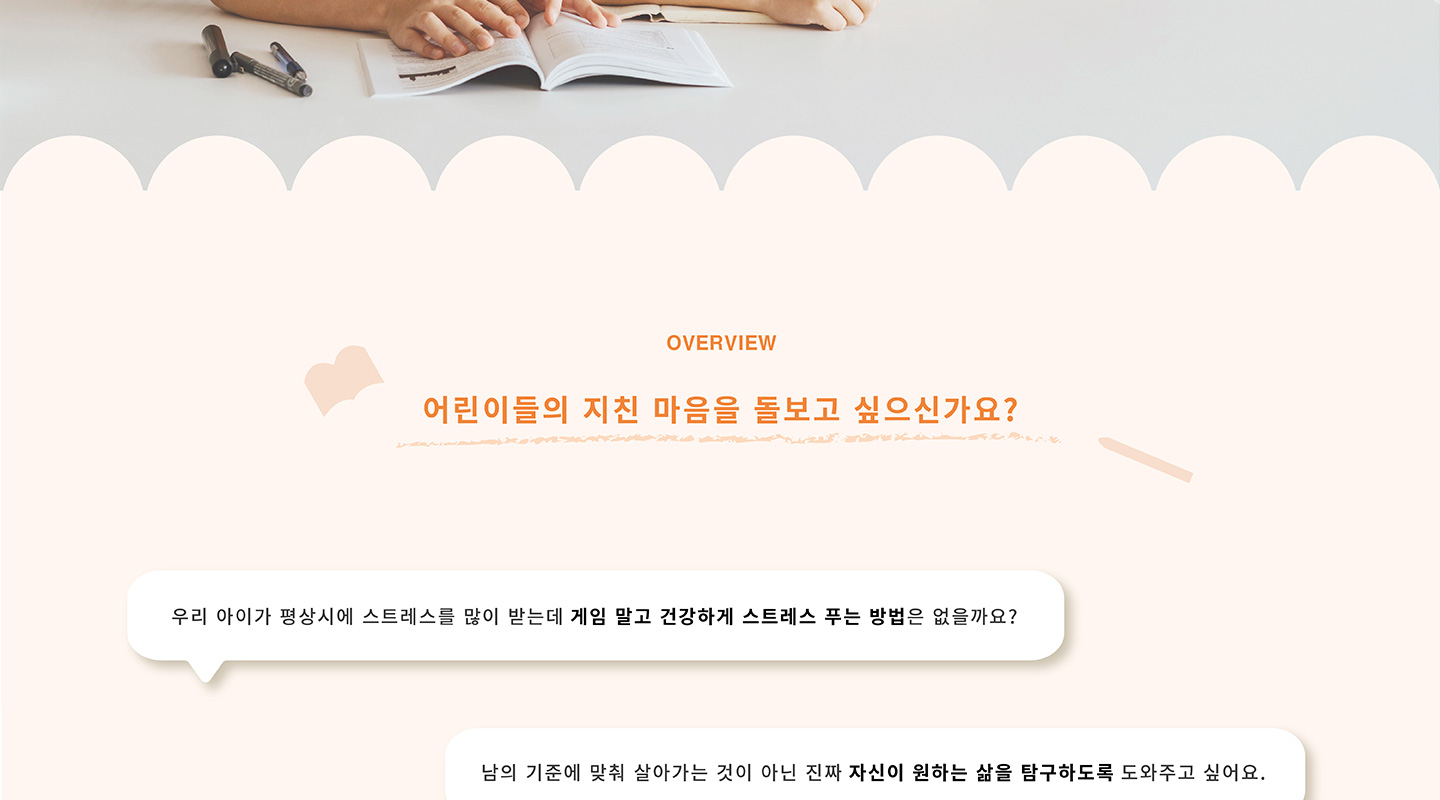 OVERVIEW
어린이들의 지친 마음을 돌보고 싶으신가요?
우리 아이가 평상시에 스트레스를 많이 받는데 게임 말고 건강하게 스트레스 푸는 방법은 없을까요?
남의 기준에 맞춰 살아가는 것이 아닌 진짜 자신이 원하는 삶을 탐구하도록 도와주고 싶어요.